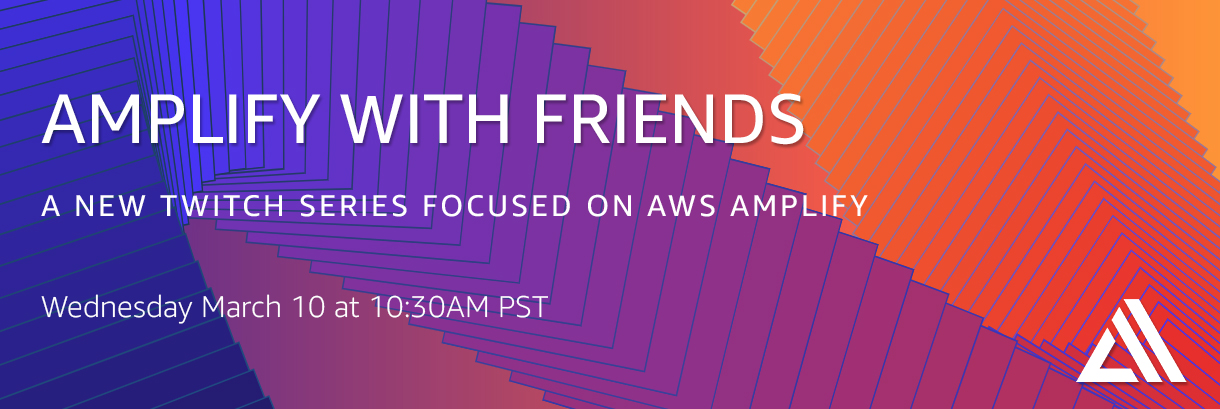 AMPLIFY WITH FRIENDS
A NEW TWITCH SERIES FOCUSED ON AWS AMPLIFY
Wednesday March 10 at 10:30AM PST